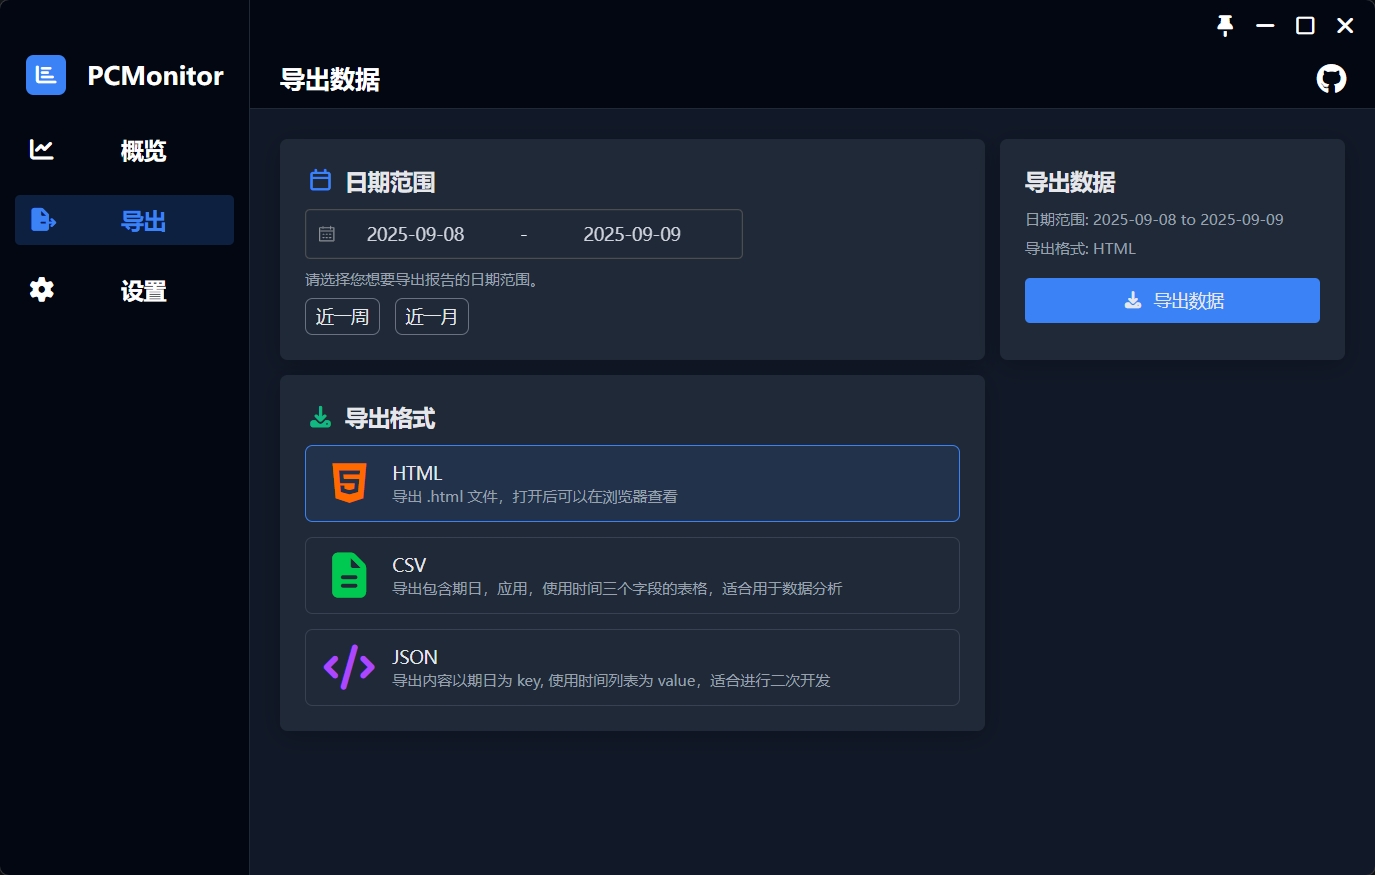 PCMonitor
概览
导出
设置
导出数据
日期范围
2025-09-08 - 2025-09-09
请选择您想要导出报告的日期范围。
近一周 近一月
导出格式
HTML
导出 .html 文件，打开后可以在浏览器查看
CSV
导出包含期日，应用，使用时间三个字段的表格，适合用于数据分析
JSON
导出内容以期日为 key, 使用时间列表为 value，适合进行二次开发
导出数据
日期范围: 2025-09-08 to 2025-09-09
导出格式: HTML
导出数据